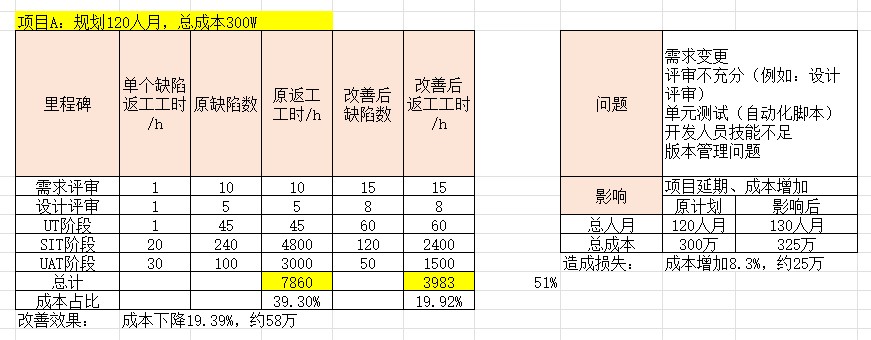 项目A：规划120人月，总成本300W
里程碑 单个缺陷返工工时/h 原缺陷数 原返工工时/h 改善后缺陷数 改善后返工工时/h
需求评审 1 10 10 15 15
设计评审 1 5 5 8 8
UT阶段 1 45 45 60 60
SIT阶段 20 240 4800 120 2400
UAT阶段 30 100 3000 50 1500
总计 7860 3983 51%
成本占比 39.30% 19.92%
改善效果： 成本下降19.39%，约58万
问题
需求变更
评审不充分（例如：设计
评审）
单元测试（自动化脚本）
开发人员技能不足
版本管理问题
影响
项目延期、成本增加
原计划 影响后
总人月 120人月 130人月
总成本 300万 325万
造成损失： 成本增加8.3%，约25万